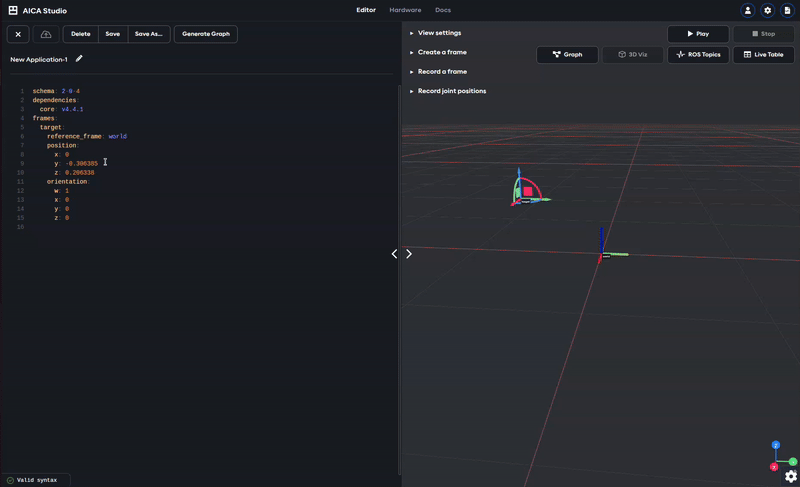 AICA Studio
Editor
Hardware
Docs
Delete
Save
Save As...
Generate Graph
New Application-1
1 schema: 2-0-4
2 dependencies:
3 core: v4.4.1
4 frames:
5 target:
6 reference_frame: world
7 position:
8 x: 0
9 y: -0.300385
10 z: 0.286338
11 orientation:
12 w: 1
13 x: 0
14 y: 0
15 z: 0
16
Valid syntax
View settings
Create a frame
Record a frame
Record joint positions
Play
Stop
Graph
3D Viz
ROS Topics
Live Table